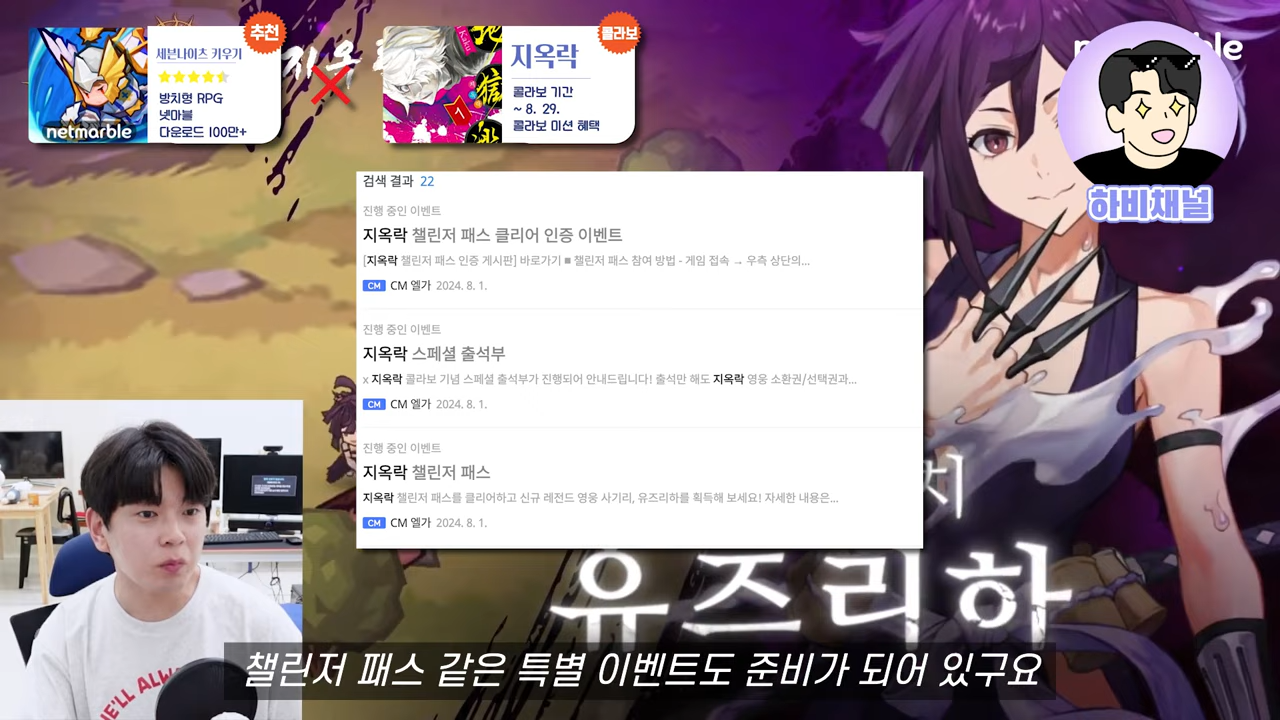 추천
세븐나이츠 키우기
방치형 RPG
넷마블
다운로드 100만+
netmarble
지옥
콜라보
지옥락
콜라보 기간
~ 8. 29.
콜라보 미션 혜택
하비채널
검색 결과 22
진행 중인 이벤트
지옥락 챌린저 패스 클리어 인증 이벤트
[지옥락 챌린저 패스 인증 게시판] 바로가기 ■ 챌린저 패스 참여 방법 - 게임 접속 → 우측 상단의...
CM CM 엘가 2024. 8. 1.
진행 중인 이벤트
지옥락 스페셜 출석부
x 지옥락 콜라보 기념 스페셜 출석부가 진행되어 안내드립니다! 출석만 해도 지옥락 영웅 소환권/선택권과...
CM CM 엘가 2024. 8. 1.
진행 중인 이벤트
지옥락 챌린저 패스
지옥락 챌린저 패스를 클리어하고 신규 레전드 영웅 사기리, 유즈리하를 획득해 보세요! 자세한 내용은...
CM CM 엘가 2024. 8. 1.
유즈리하
챌린저 패스 같은 특별 이벤트도 준비가 되어 있구요